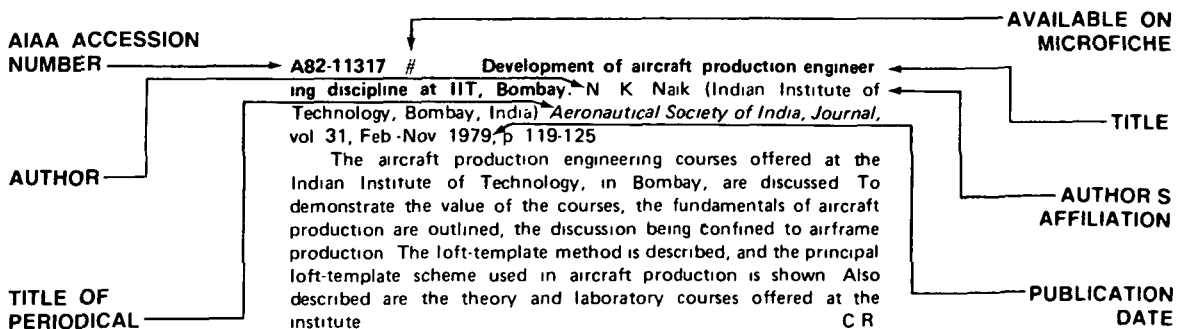 AVAILABLE ON
MICROFICHE
AIAA ACCESSION
NUMBER
A82-11317 # Development of aircraft production engineer
ing discipline at IIT, Bombay. N K Naik (Indian Institute of
Technology, Bombay, India) Aeronautical Society of India, Journal,
vol 31, Feb -Nov 1979, p 119-125
TITLE
The aircraft production engineering courses offered at the
Indian Institute of Technology, in Bombay, are discussed To
demonstrate the value of the courses, the fundamentals of aircraft
production are outlined, the discussion being confined to airframe
production The loft-template method is described, and the principal
loft-template scheme used in aircraft production is shown Also
described are the theory and laboratory courses offered at the
institute C R
AUTHOR
AUTHOR S
AFFILIATION
TITLE OF
PERIODICAL
PUBLICATION
DATE